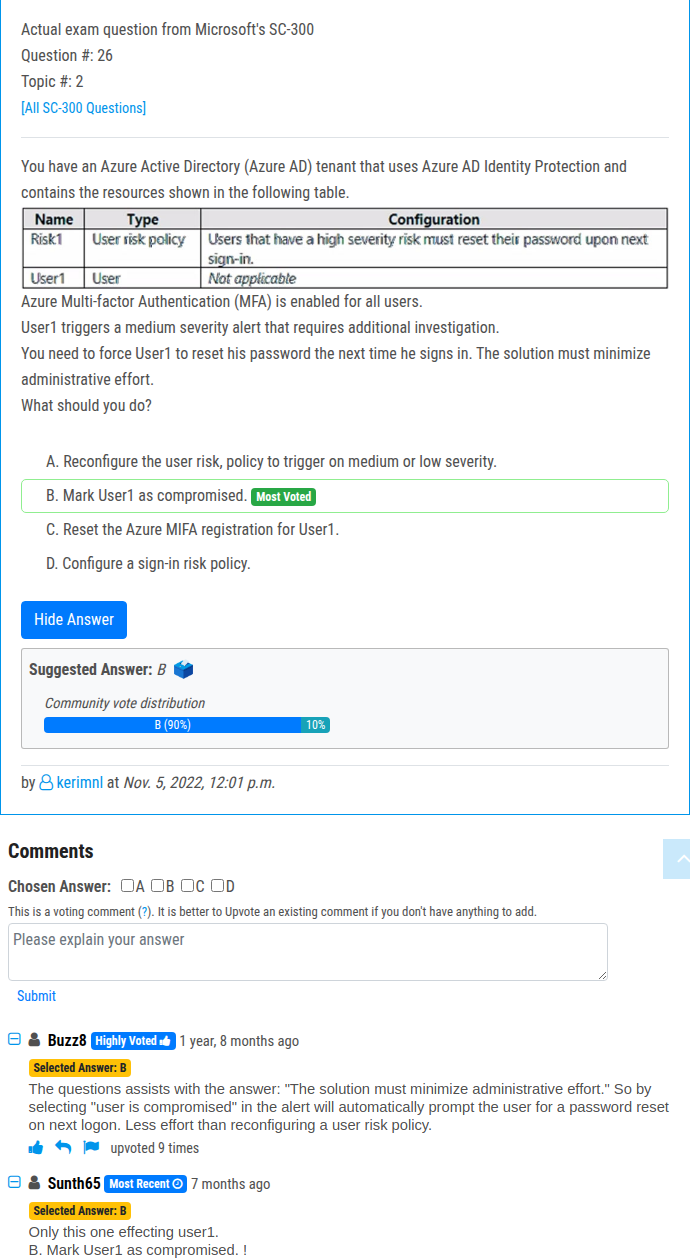 Actual exam question from Microsoft's SC-300
Question #: 26
Topic #: 2
[All SC-300 Questions]
You have an Azure Active Directory (Azure AD) tenant that uses Azure AD Identity Protection and
contains the resources shown in the following table.
Name Type Configuration
Risk1 User risk policy Users that have a high severity risk must reset their password upon next
sign-in.
User1 User Not applicable
Azure Multi-factor Authentication (MFA) is enabled for all users.
User1 triggers a medium severity alert that requires additional investigation.
You need to force User1 to reset his password the next time he signs in. The solution must minimize
administrative effort.
What should you do?
A. Reconfigure the user risk, policy to trigger on medium or low severity.
B. Mark User1 as compromised. Most Voted
C. Reset the Azure MIFA registration for User1.
D. Configure a sign-in risk policy.
Hide Answer
Suggested Answer: B
Community vote distribution
B (90%) 10%
by kerimnl at Nov. 5, 2022, 12:01 p.m.
Comments
Chosen Answer: A B C D
This is a voting comment (?). It is better to Upvote an existing comment if you don't have anything to add.
Please explain your answer
Submit
Buzz8 Highly Voted 1 year, 8 months ago
Selected Answer: B
The questions assists with the answer: "The solution must minimize administrative effort." So by
selecting "user is compromised" in the alert will automatically prompt the user for a password reset
on next logon. Less effort than reconfiguring a user risk policy.
upvoted 9 times
Sunth65 Most Recent 7 months ago
Selected Answer: B
Only this one effecting user1.
B. Mark User1 as compromised. !